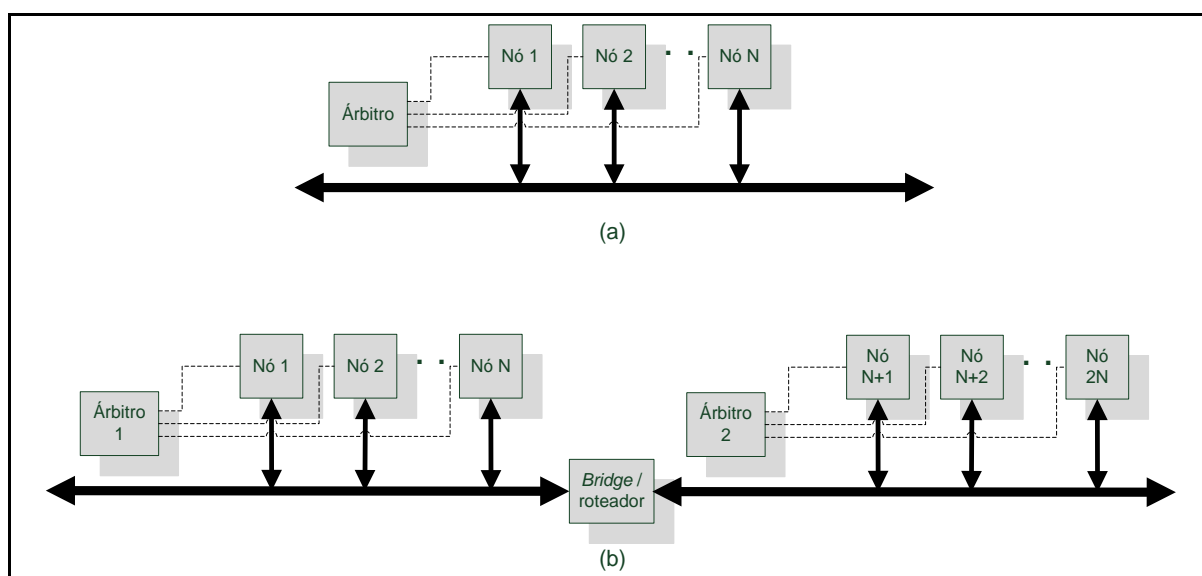 Nó 1
Nó 2
. .
Nó N
Árbitro
(a)
Nó 1
Nó 2
. .
Nó N
Árbitro
1
Nó
N+1
Nó
N+2
. .
Nó
2N
Árbitro
2
Bridge /
roteador
(b)